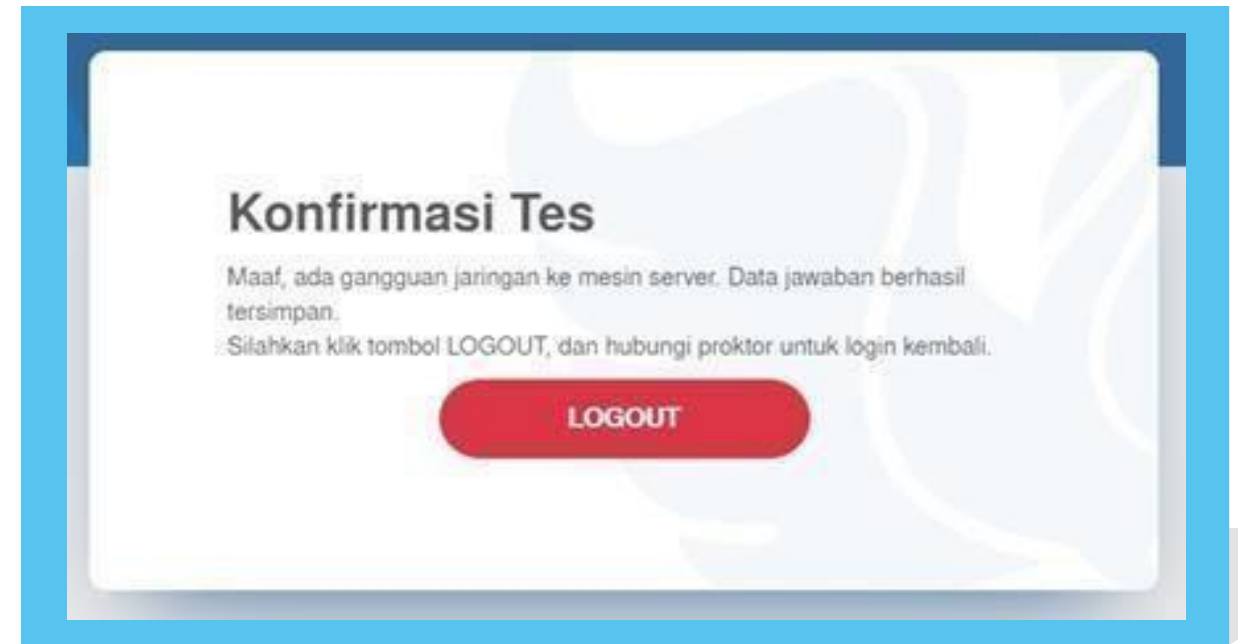 Konfirmasi Tes
Maaf, ada gangguan jaringan ke mesin server. Data jawaban berhasil
tersimpan.
Silahkan klik tombol LOGOUT, dan hubungi proktor untuk login kembali.
LOGOUT